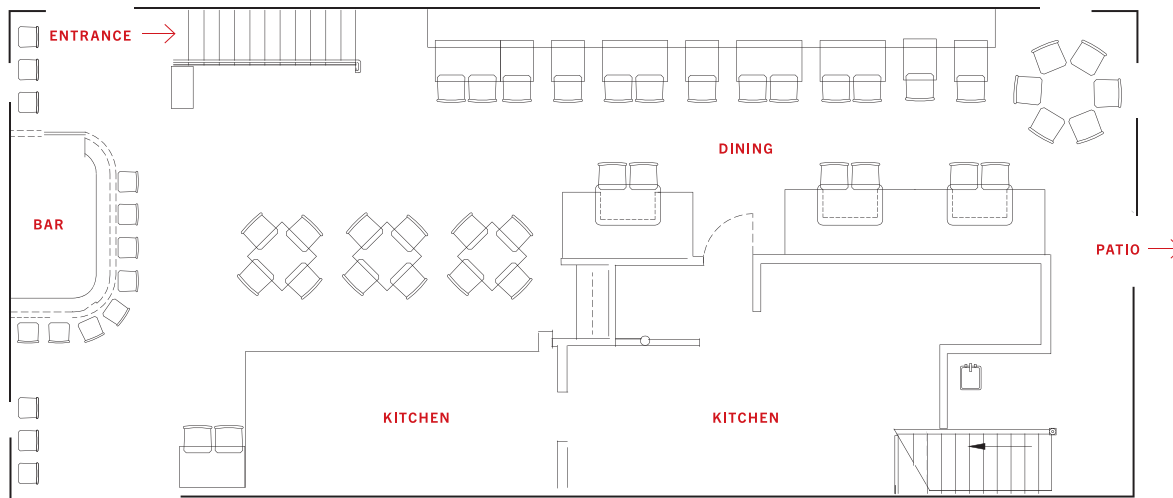 ENTRANCE
DINING
BAR
PATIO
KITCHEN
KITCHEN